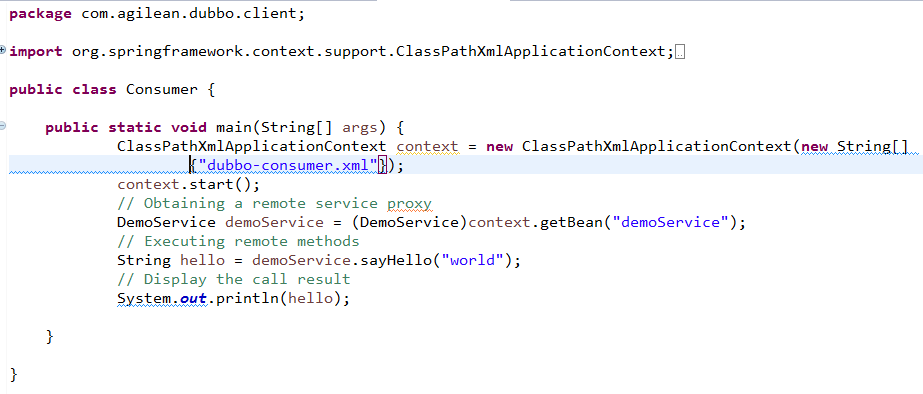 package com.agilean.dubbo.client;
import org.springframework.context.support.ClassPathXmlApplicationContext;
public class Consumer {
public static void main(String[] args) {
ClassPathXmlApplicationContext context = new ClassPathXmlApplicationContext(new String[]
{"dubbo-consumer.xml"});
context.start();
// Obtaining a remote service proxy
DemoService demoService = (DemoService)context.getBean("demoService");
// Executing remote methods
String hello = demoService.sayHello("world");
// Display the call result
System.out.println(hello);
}
}